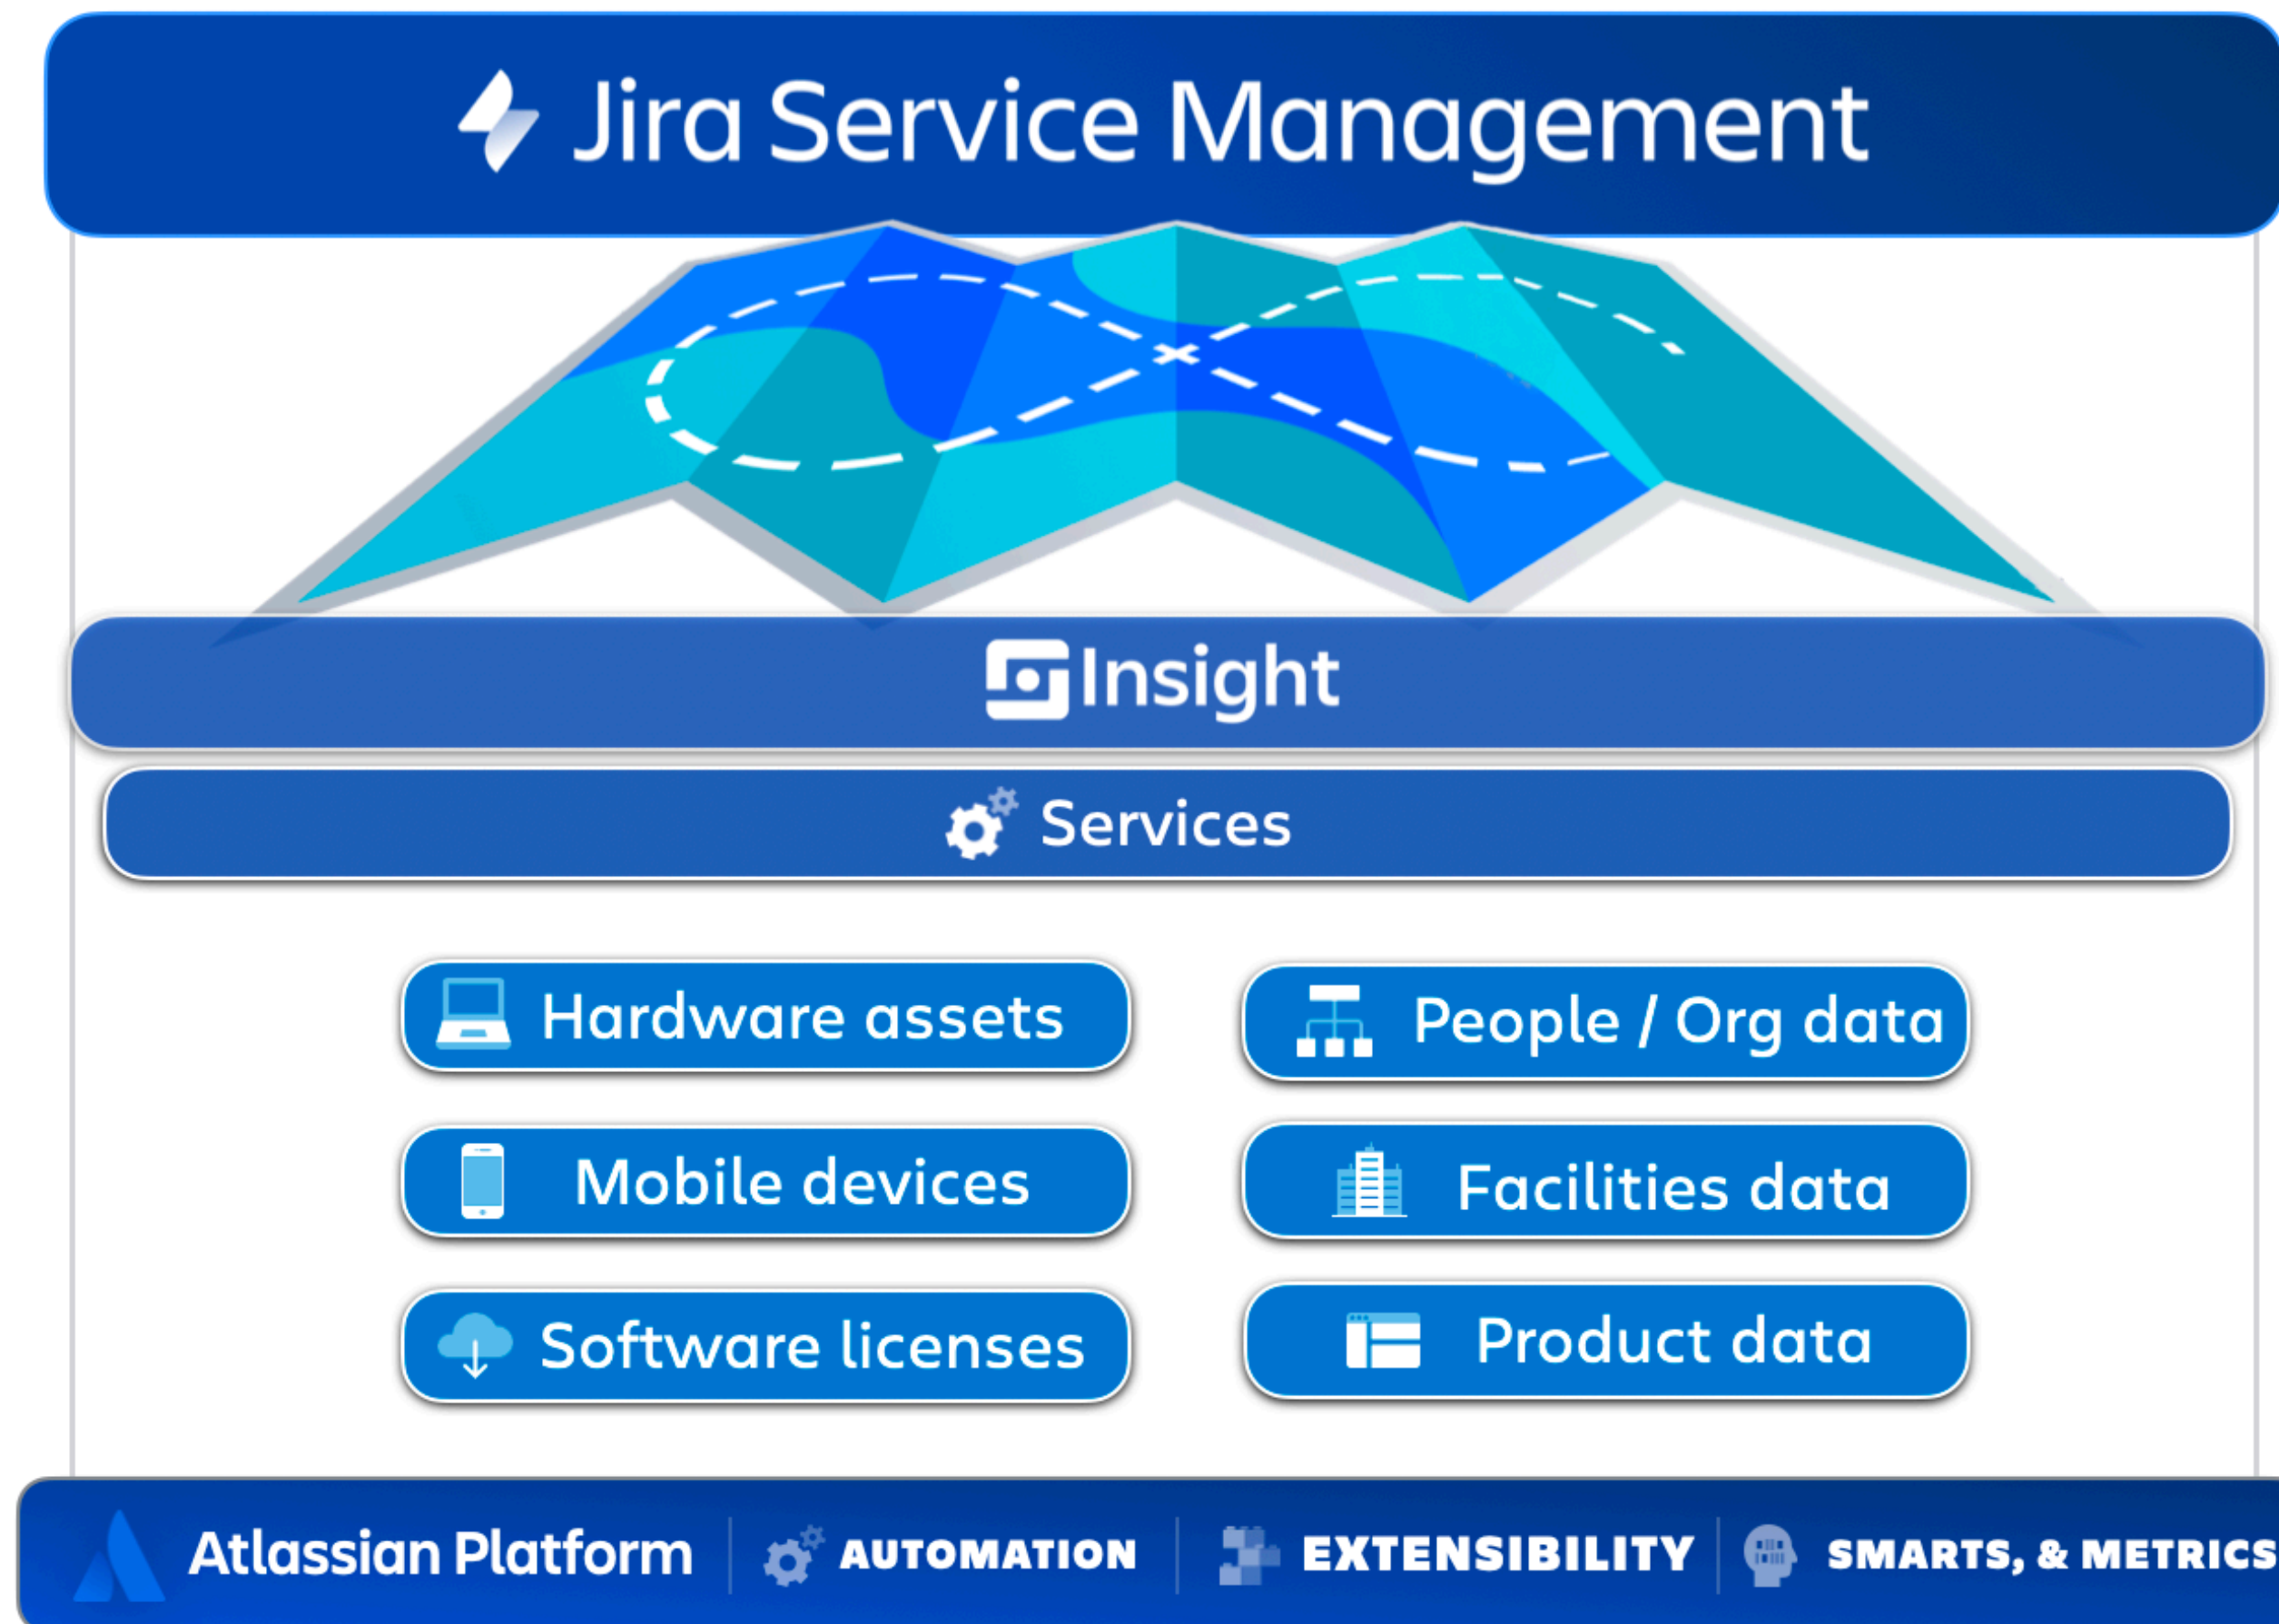 Jira Service Management
Insight
Services
Hardware assets
People / Org data
Mobile devices
Facilities data
Software licenses
Product data
Atlassian Platform
AUTOMATION
EXTENSIBILITY
SMARTS, & METRICS